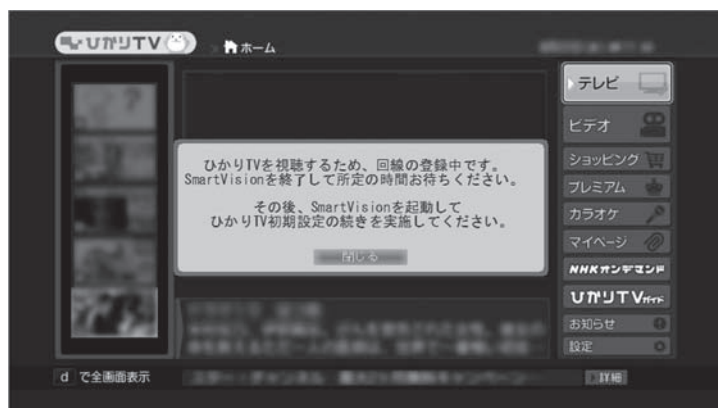 ひかりTV
ホーム
テレビ
ビデオ
ショッピング
プレミアム
カラオケ
マイページ
NHKオンデマンド
ひかりTVガイド
お知らせ
設定
ひかりTVを視聴するため、回線の登録中です。
SmartVisionを終了して所定の時間お待ちください。
その後、SmartVisionを起動して
ひかりTV初期設定の続きを実施してください。
閉じる
d で全画面表示
詳細